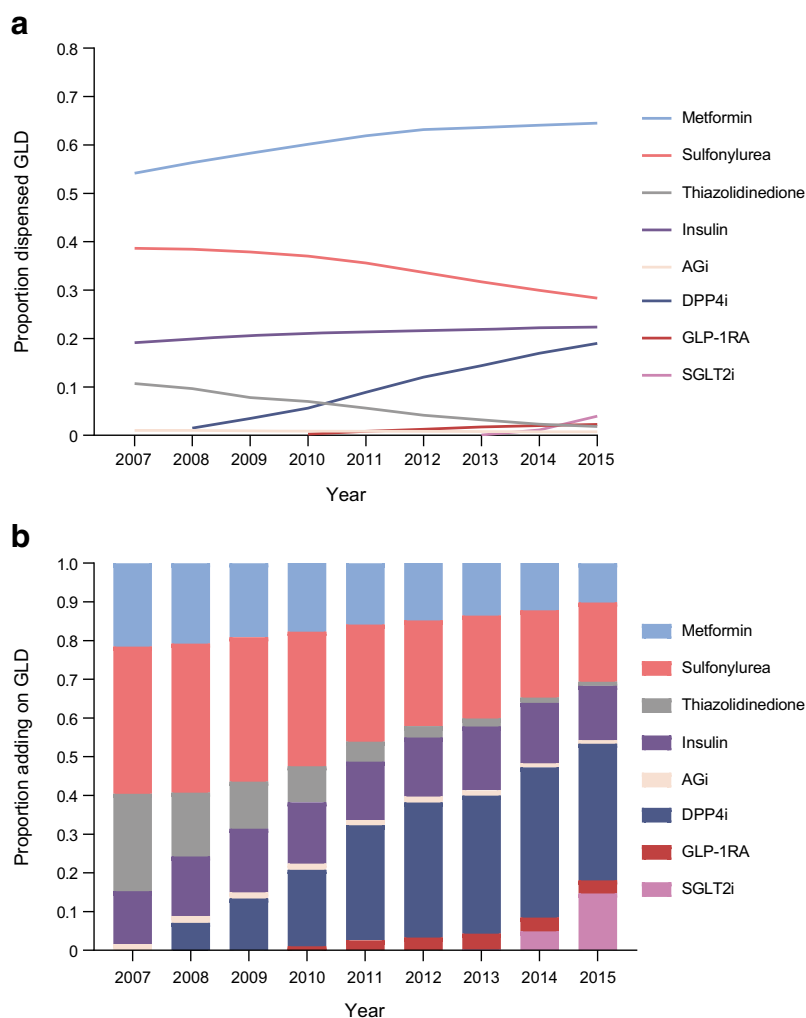 a
Proportion dispensed GLD
0.8
0.7
0.6
0.5
0.4
0.3
0.2
0.1
0
2007 2008 2009 2010 2011 2012 2013 2014 2015
Year
Metformin
Sulfonylurea
Thiazolidinedione
Insulin
AGi
DPP4i
GLP-1RA
SGLT2i
b
Proportion adding on GLD
1.0
0.9
0.8
0.7
0.6
0.5
0.4
0.3
0.2
0.1
0
2007 2008 2009 2010 2011 2012 2013 2014 2015
Year
Metformin
Sulfonylurea
Thiazolidinedione
Insulin
AGi
DPP4i
GLP-1RA
SGLT2i